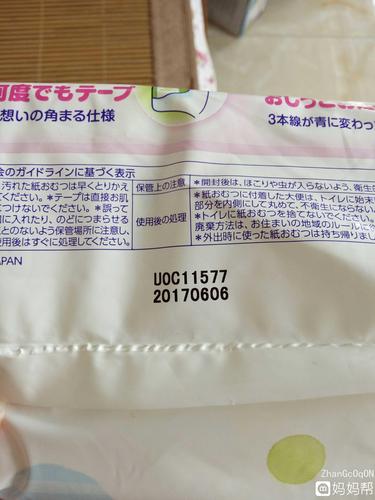 何度でもテープ
想いの角まる仕様
3本線が青に変わっ
会のガイドラインに基づく表示
汚れた紙おむつは早くとりかえ
てください。*テープは直接お肌
つけないでください。*誤って
口に入れたり、のどにつまらせる
ことのないよう保管場所に注意し
使用後はすぐに処理してください。
保管上の注意
*開封後は、ほこりや虫が入らないよう、衛生的
使用後の処理
*紙おむつに付着した大便は、トイレに始末
部分を内側にして丸めて、不衛生にならない
*トイレに紙おむつを捨てないでください。
廃棄方法は、お住まいの地域のルールに従
*外出時に使った紙おむつは持ち帰りまし
APAN
UOC11577
20170606
ZhanGcOqON
妈妈帮